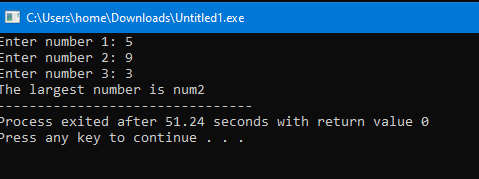 C:\Users\home\Downloads\Untitled1.exe
Enter number 1: 5
Enter number 2: 9
Enter number 3: 3
The largest number is num2
--------------------------------
Process exited after 51.24 seconds with return value 0
Press any key to continue . . .